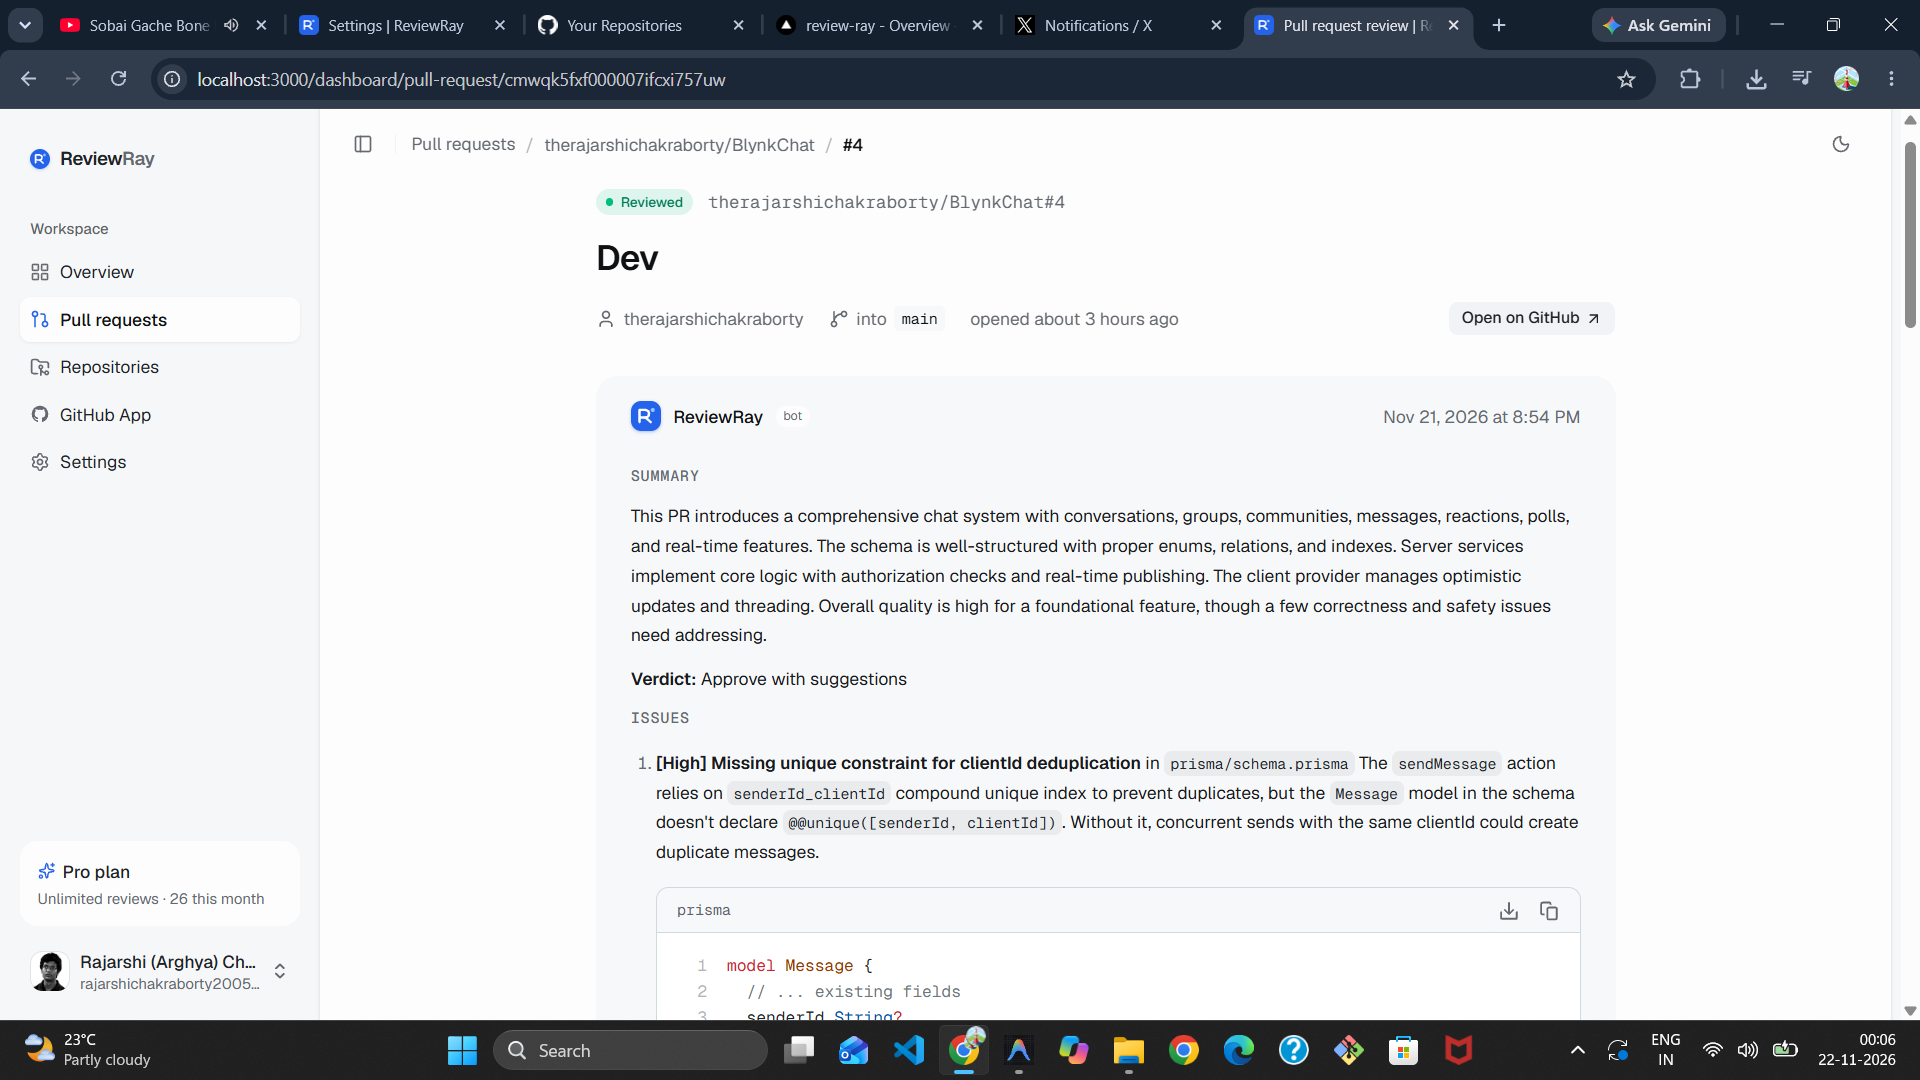 Sobai Gache Bone
Settings | ReviewRay
Your Repositories
review-ray - Overview
Notifications / X
Pull request review | Re
Ask Gemini
localhost:3000/dashboard/pull-request/cmwqk5fxf000007ifcxi757uw
ReviewRay
Workspace
Overview
Pull requests
Repositories
GitHub App
Settings
Pro plan
Unlimited reviews · 26 this month
Rajarshi (Arghya) Ch...
rajarshichakraborty2005...
Pull requests / therajarshichakraborty/BlynkChat / #4
Reviewed therajarshichakraborty/BlynkChat#4
Dev
therajarshichakraborty into main opened about 3 hours ago
Open on GitHub
ReviewRay bot
Nov 21, 2026 at 8:54 PM
SUMMARY
This PR introduces a comprehensive chat system with conversations, groups, communities, messages, reactions, polls,
and real-time features. The schema is well-structured with proper enums, relations, and indexes. Server services
implement core logic with authorization checks and real-time publishing. The client provider manages optimistic
updates and threading. Overall quality is high for a foundational feature, though a few correctness and safety issues
need addressing.
Verdict: Approve with suggestions
ISSUES
1. [High] Missing unique constraint for clientId deduplication in prisma/schema.prisma The sendMessage action
relies on senderId_clientId compound unique index to prevent duplicates, but the Message model in the schema
doesn't declare @@unique([senderId, clientId]). Without it, concurrent sends with the same clientId could create
duplicate messages.
prisma
1 model Message {
2 // ... existing fields
3 senderId String?
23°C
Partly cloudy
Search
ENG
IN
00:06
22-11-2026